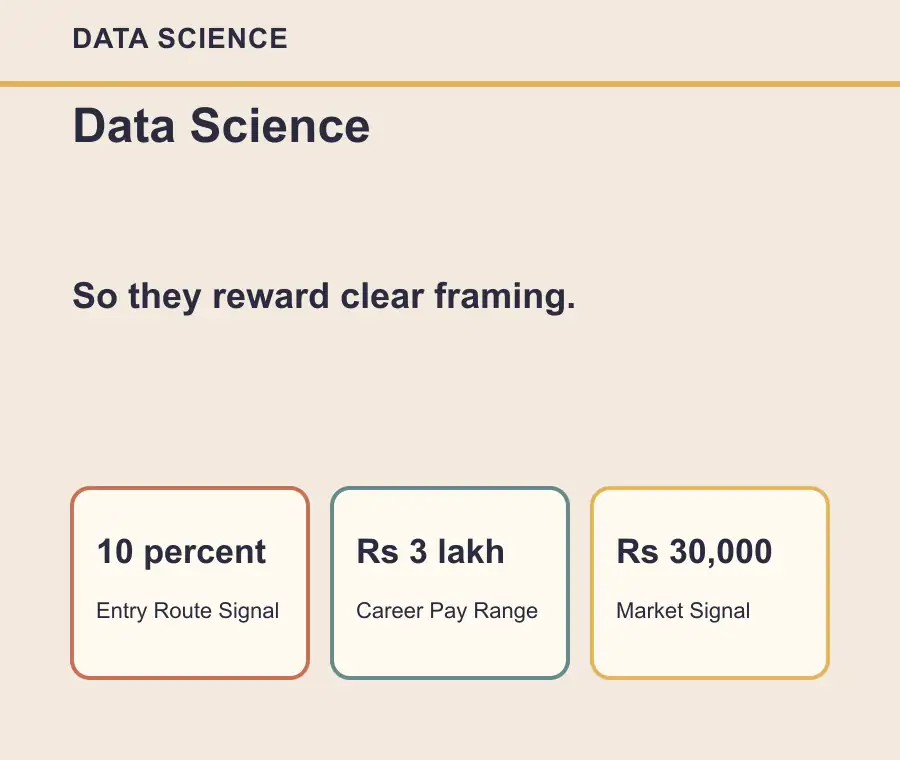 DATA SCIENCE
Data Science
So they reward clear framing.
10 percent
Entry Route Signal
Rs 3 lakh
Career Pay Range
Rs 30,000
Market Signal